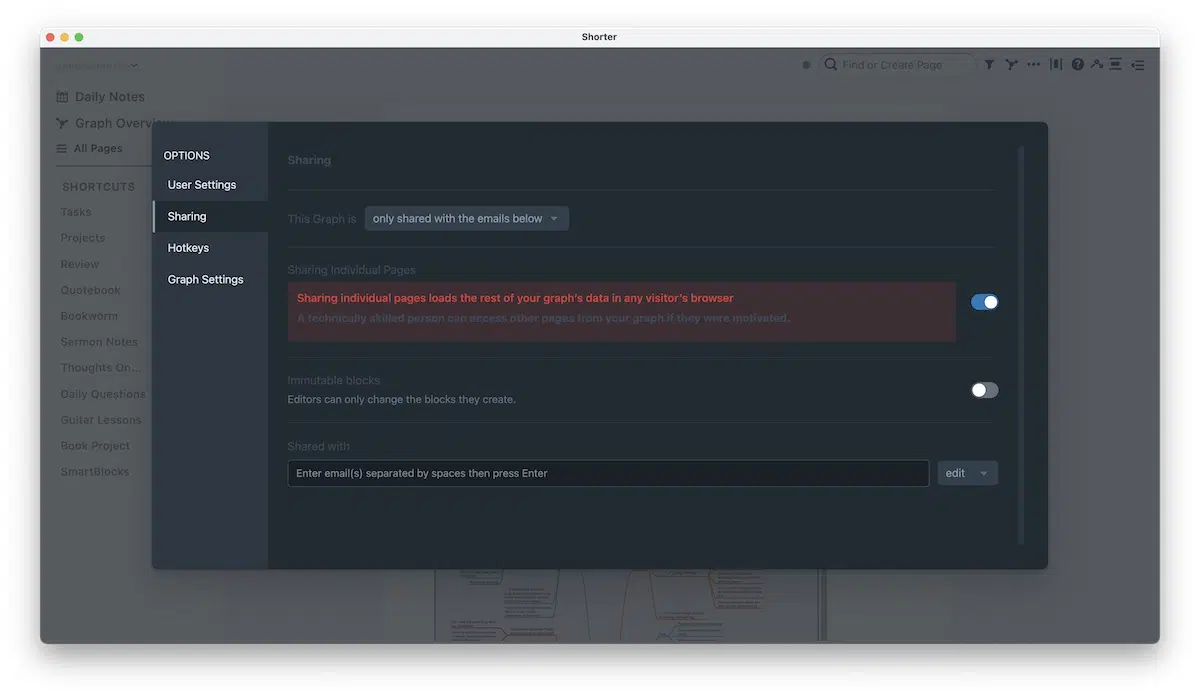 Shorter
Find or Create Page
Daily Notes
Graph Overview
All Pages
SHORTCUTS
Tasks
Projects
Review
Quotebook
Bookworm
Sermon Notes
Thoughts On...
Daily Questions
Guitar Lessons
Book Project
SmartBlocks
OPTIONS
User Settings
Sharing
Hotkeys
Graph Settings
Sharing
This Graph is only shared with the emails below
Sharing Individual Pages
Sharing individual pages loads the rest of your graph's data in any visitor's browser
A technically skilled person can access other pages from your graph if they were motivated.
Immutable blocks
Editors can only change the blocks they create.
Shared with
Enter email(s) separated by spaces then press Enter
edit